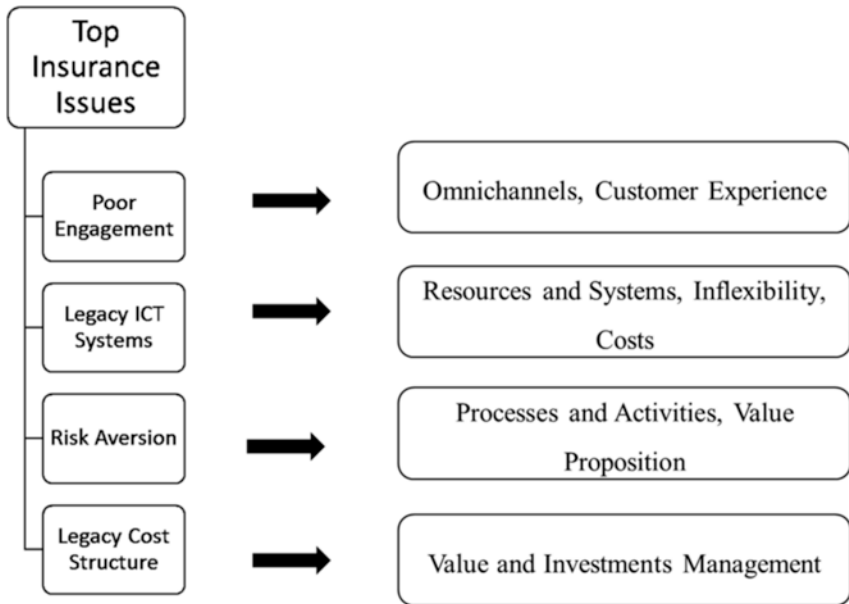 Top
Insurance
Issues
Poor
Engagement
Omnichannels, Customer Experience
Legacy ICT
Systems
Resources and Systems, Inflexibility,
Costs
Risk Aversion
Processes and Activities, Value
Proposition
Legacy Cost
Structure
Value and Investments Management